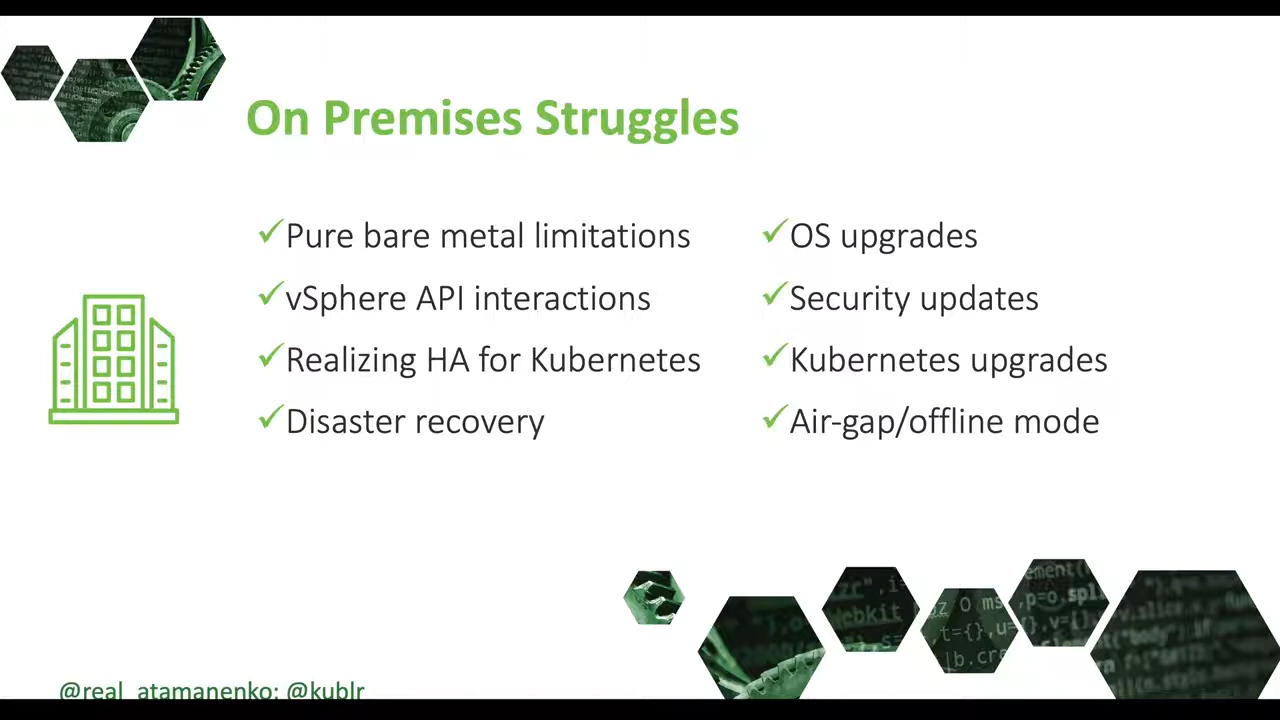 On Premises Struggles
Pure bare metal limitations
vSphere API interactions
Realizing HA for Kubernetes
Disaster recovery
OS upgrades
Security updates
Kubernetes upgrades
Air-gap/offline mode
@real_atamanenko; @kublr